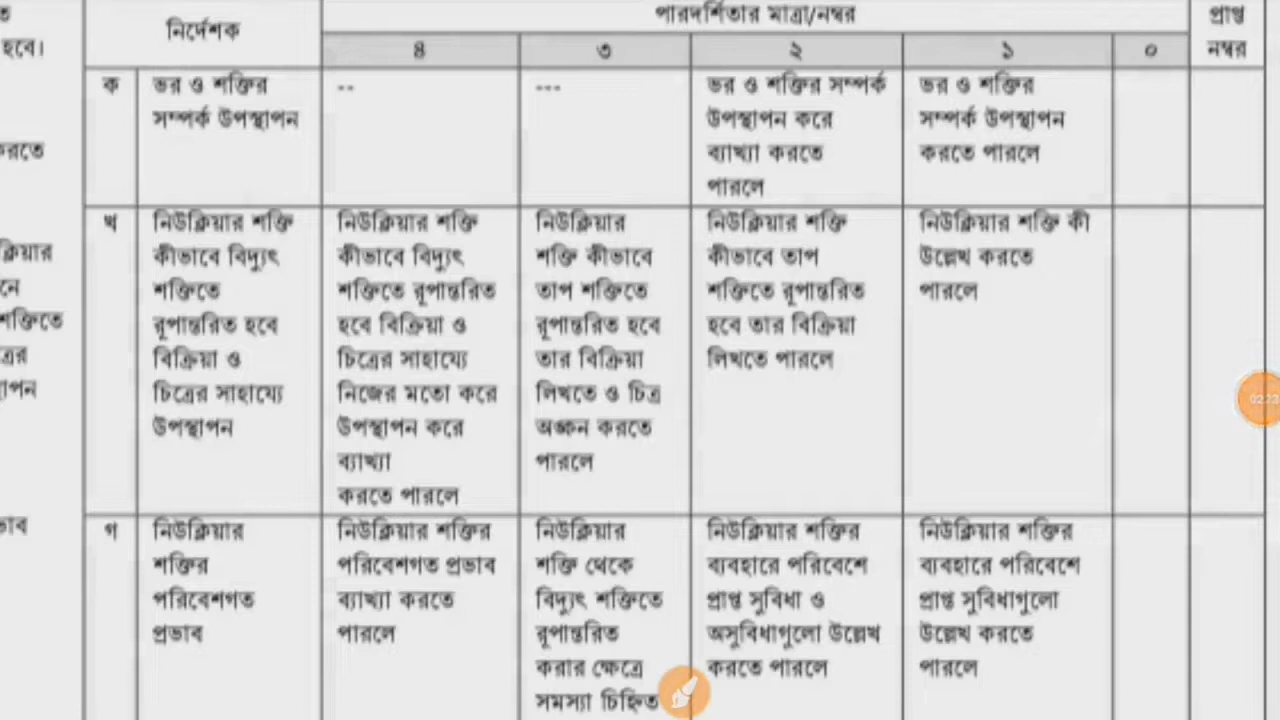 ত
হবে।
করতে
ক্লিয়ার
নে
শক্তিতে
ত্রের
াপন
ভাব
নির্দেশক
পারদর্শিতার মাত্রা/নম্বর
প্রাপ্ত
নম্বর
৪
৩
২
১
০
ক
ভর ও শক্তির
সম্পর্ক উপস্থাপন
--
---
ভর ও শক্তির সম্পর্ক
উপস্থাপন করে
ব্যাখ্যা করতে
পারলে
ভর ও শক্তির
সম্পর্ক উপস্থাপন
করতে পারলে
খ
নিউক্লিয়ার শক্তি
কীভাবে বিদ্যুৎ
শক্তিতে
রূপান্তরিত হবে
বিক্রিয়া ও
চিত্রের সাহায্যে
উপস্থাপন
নিউক্লিয়ার শক্তি
কীভাবে বিদ্যুৎ
শক্তিতে রূপান্তরিত
হবে বিক্রিয়া ও
চিত্রের সাহায্যে
নিজের মতো করে
উপস্থাপন করে
ব্যাখ্যা
করতে পারলে
নিউক্লিয়ার
শক্তি কীভাবে
তাপ শক্তিতে
রূপান্তরিত হবে
তার বিক্রিয়া
লিখতে ও চিত্র
অঙ্কন করতে
পারলে
নিউক্লিয়ার শক্তি
কীভাবে তাপ
শক্তিতে রূপান্তরিত
হবে তার বিক্রিয়া
লিখতে পারলে
নিউক্লিয়ার শক্তি কী
উল্লেখ করতে
পারলে
গ
নিউক্লিয়ার
শক্তির
পরিবেশগত
প্রভাব
নিউক্লিয়ার শক্তির
পরিবেশগত প্রভাব
ব্যাখ্যা করতে
পারলে
নিউক্লিয়ার
শক্তি থেকে
বিদ্যুৎ শক্তিতে
রূপান্তরিত
করার ক্ষেত্রে
সমস্যা চিহ্নিত
নিউক্লিয়ার শক্তির
ব্যবহারে পরিবেশে
প্রাপ্ত সুবিধা ও
অসুবিধাগুলো উল্লেখ
করতে পারলে
নিউক্লিয়ার শক্তির
ব্যবহারে পরিবেশে
প্রাপ্ত সুবিধাগুলো
উল্লেখ করতে
পারলে